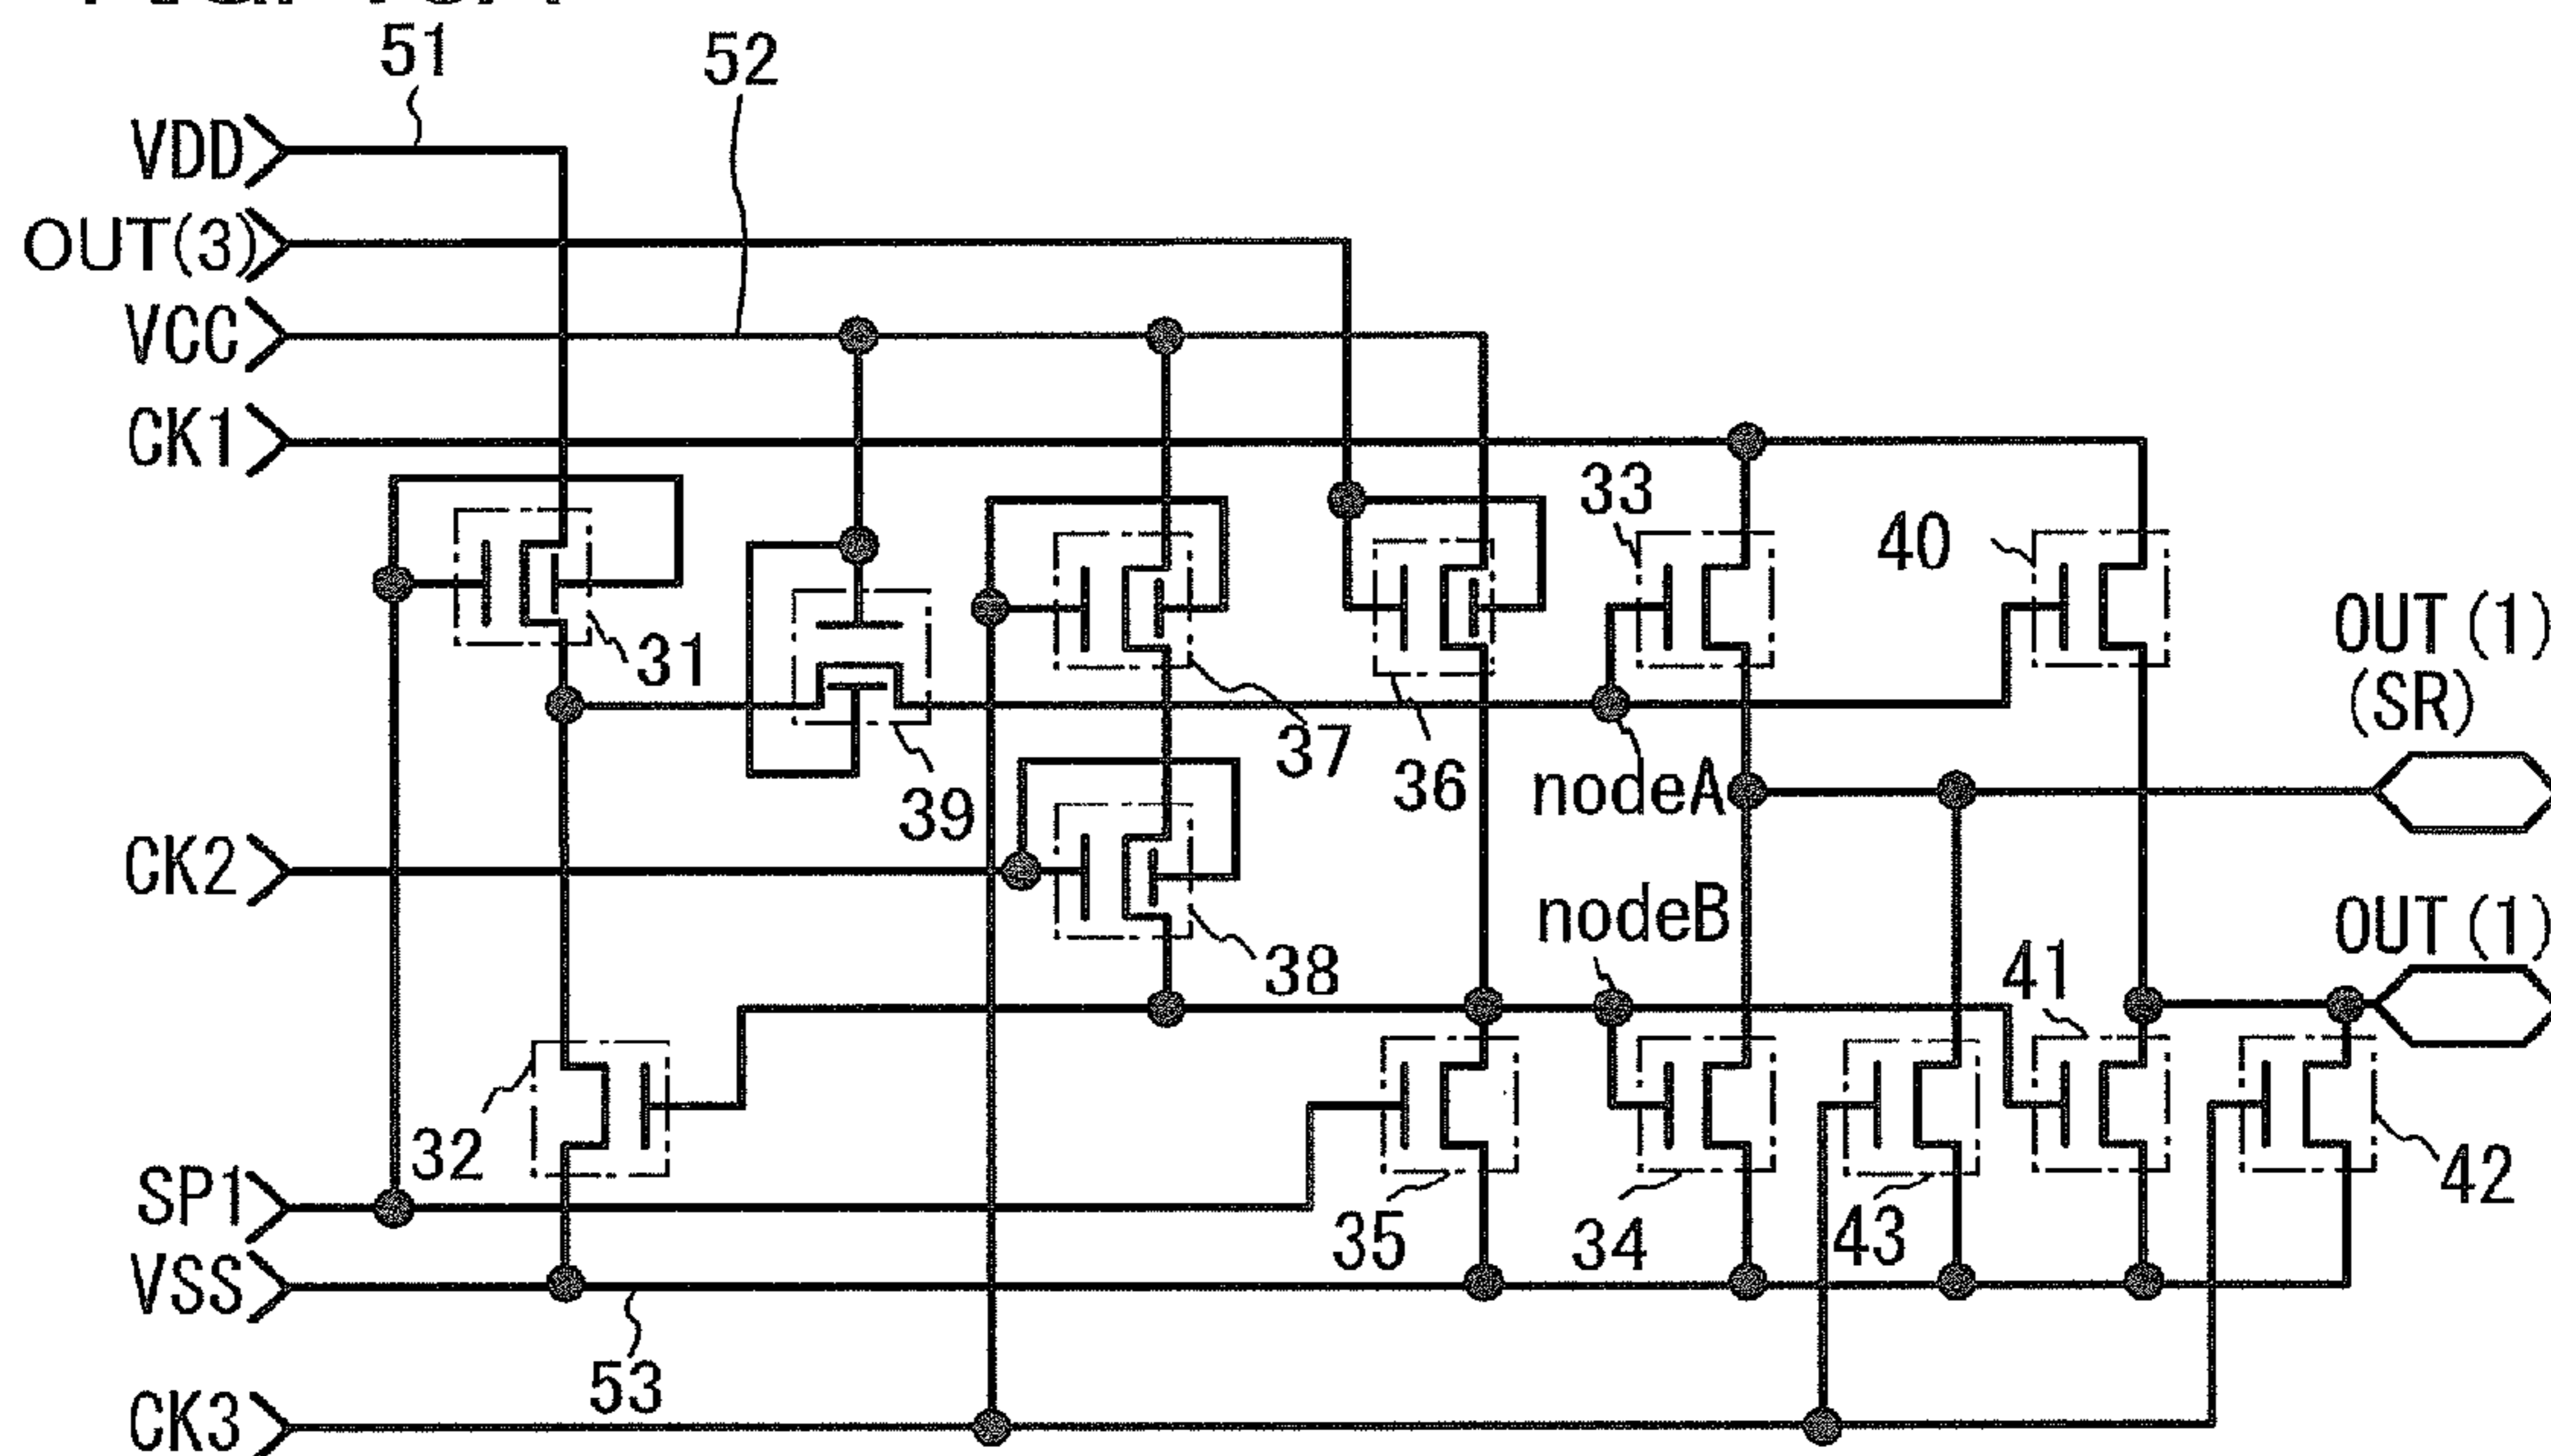 51
52
VDD
OUT(3)
VCC
CK1
33
40
31
OUT (1)
(SR)
37
36
nodeA
39
CK2
nodeB
OUT (1)
38
41
32
SP1
42
35
34
43
VSS
53
CK3